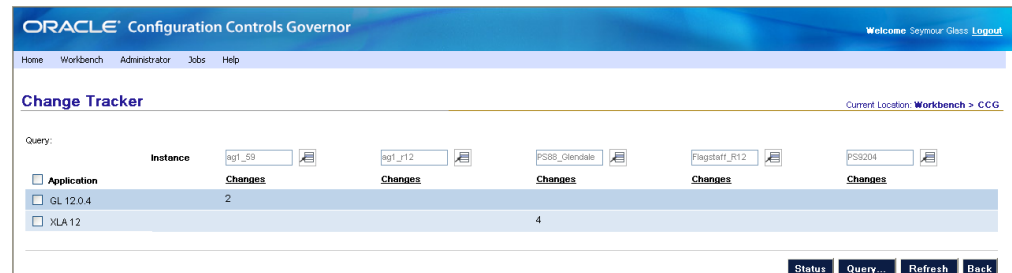 ORACLE® Configuration Controls Governor
Welcome Seymour Glass Logout
Home Workbench Administrator Jobs Help
Change Tracker
Current Location: Workbench > CCG
Query:
Instance ag1_59 ag1_r12 PS88_Glendale Flagstaff_R12 PS9204
Application Changes Changes Changes Changes Changes
GL 12.0.4 2
XLA 12 4
Status Query... Refresh Back